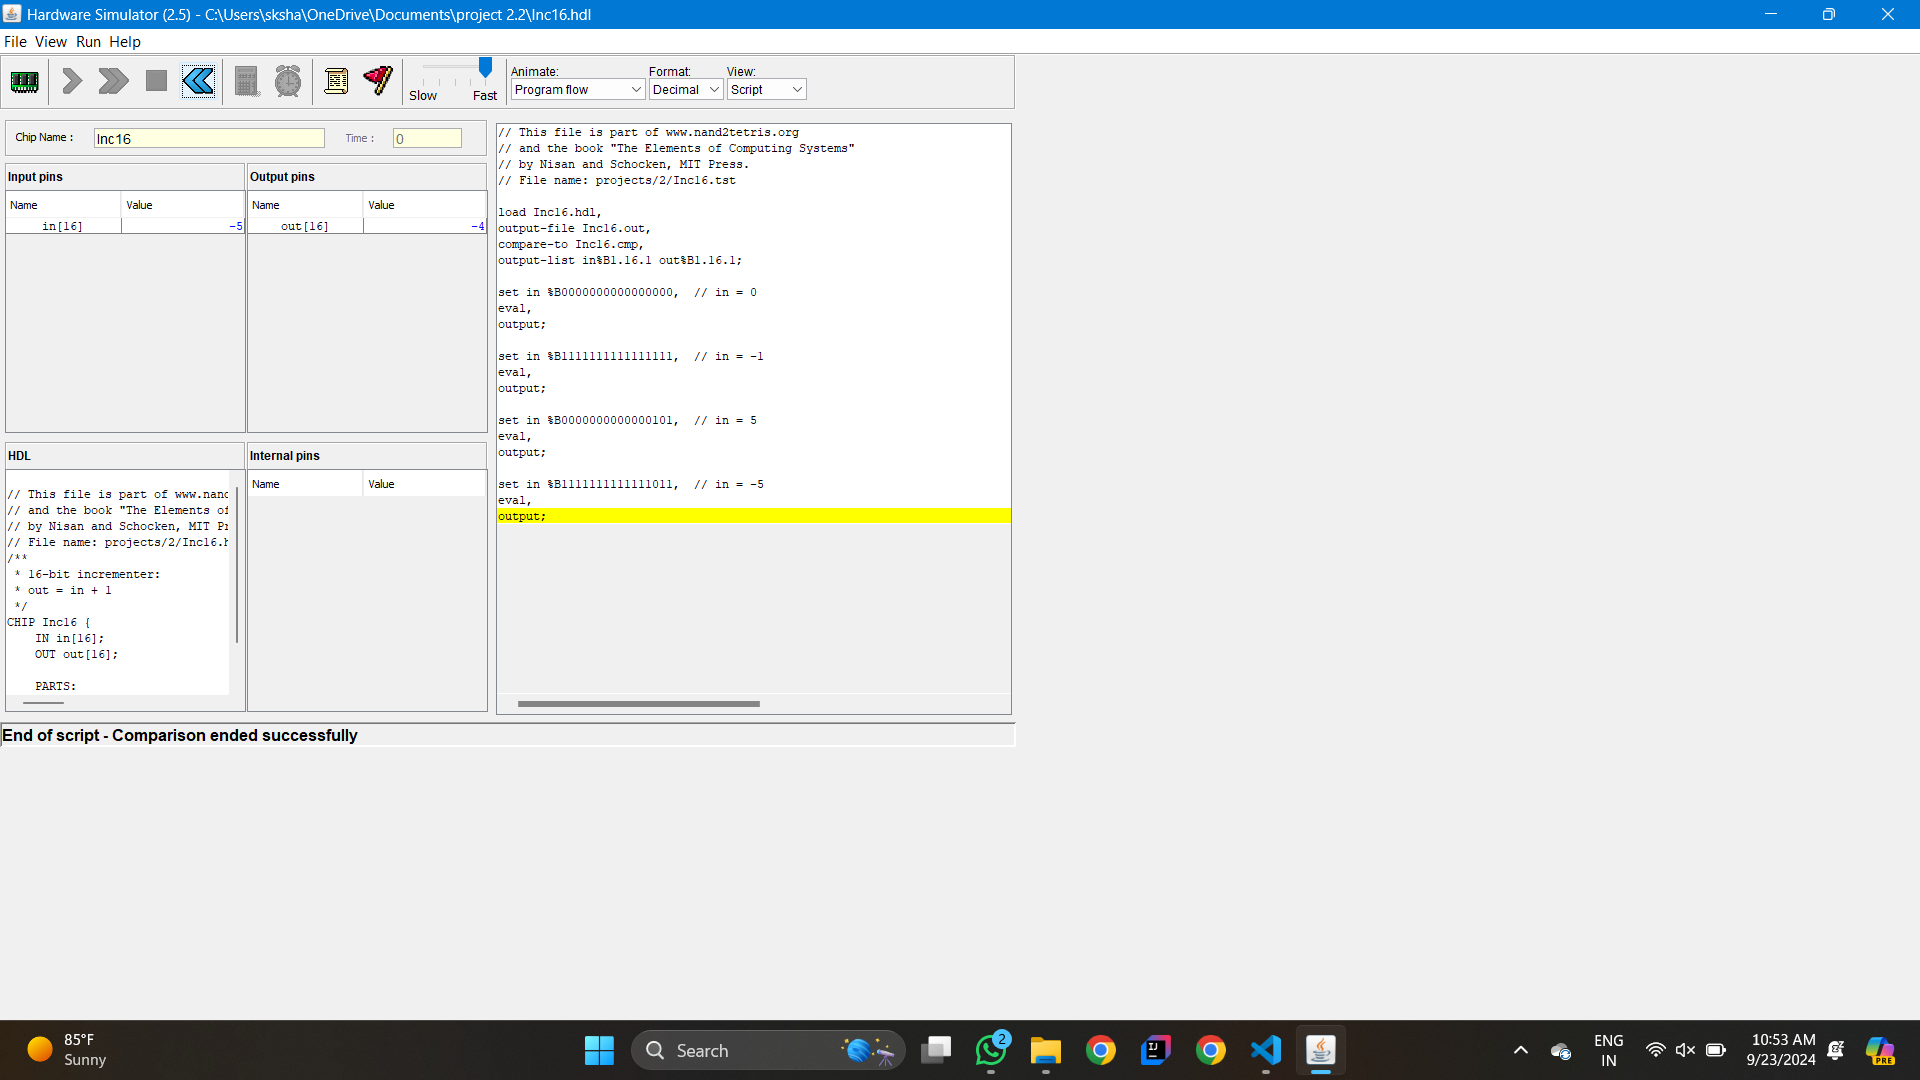 Hardware Simulator (2.5) - C:\Users\sksha\OneDrive\Documents\project 2.2\Inc16.hdl
File View Run Help
Slow Fast
Animate: Format: View:
Program flow Decimal Script
Chip Name : Inc16 Time : 0
Input pins Output pins
Name Value Name Value
in[16] -5 out[16] -4
HDL Internal pins
Name Value
// This file is part of www.nand
// and the book "The Elements of
// by Nisan and Schocken, MIT Pr
// File name: projects/2/Inc16.h
/**
* 16-bit incrementer:
* out = in + 1
*/
CHIP Inc16 {
IN in[16];
OUT out[16];
PARTS:
// This file is part of www.nand2tetris.org
// and the book "The Elements of Computing Systems"
// by Nisan and Schocken, MIT Press.
// File name: projects/2/Inc16.tst
load Inc16.hdl,
output-file Inc16.out,
compare-to Inc16.cmp,
output-list in%B1.16.1 out%B1.16.1;
set in %B0000000000000000,  // in = 0
eval,
output;
set in %B1111111111111111,  // in = -1
eval,
output;
set in %B0000000000000101,  // in = 5
eval,
output;
set in %B1111111111111011,  // in = -5
eval,
output;
End of script - Comparison ended successfully
85°F
Sunny
Search
2
IJ
ENG
IN
10:53 AM
9/23/2024
PRE